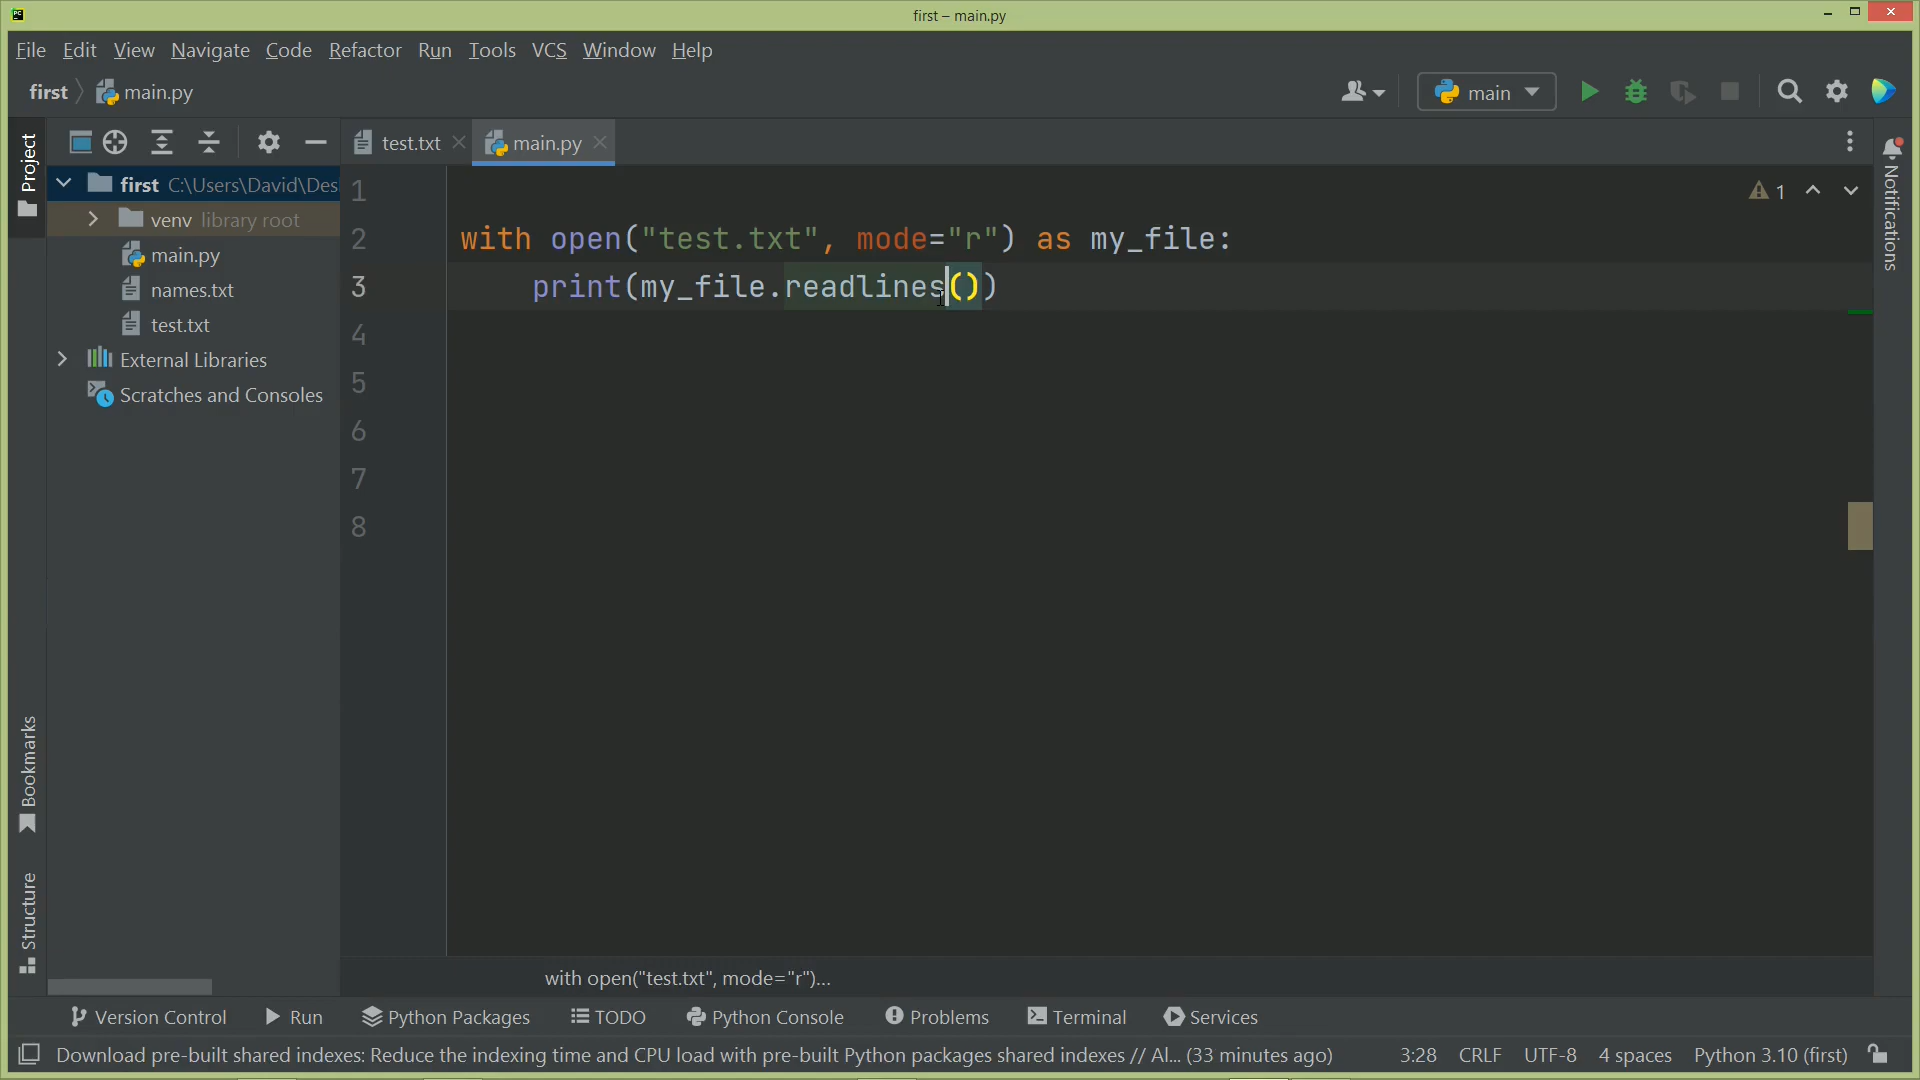 first – main.py
File Edit View Navigate Code Refactor Run Tools VCS Window Help
first main.py
main
Project
test.txt
main.py
first C:\Users\David\Des
venv library root
main.py
names.txt
test.txt
External Libraries
Scratches and Consoles
1
2 with open("test.txt", mode="r") as my_file:
3 print(my_file.readlines())
4
5
6
7
8
1
Notifications
Bookmarks
Structure
with open("test.txt", mode="r")...
Version Control Run Python Packages TODO Python Console Problems Terminal Services
Download pre-built shared indexes: Reduce the indexing time and CPU load with pre-built Python packages shared indexes // Al... (33 minutes ago) 3:28 CRLF UTF-8 4 spaces Python 3.10 (first)